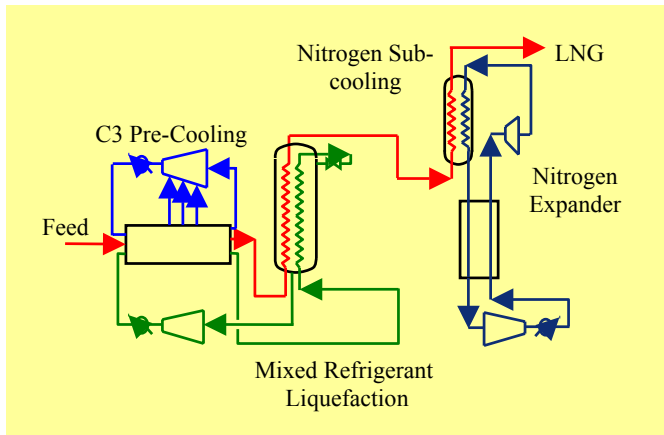 Nitrogen Sub-
cooling
LNG
C3 Pre-Cooling
Nitrogen
Expander
Feed
Mixed Refrigerant
Liquefaction